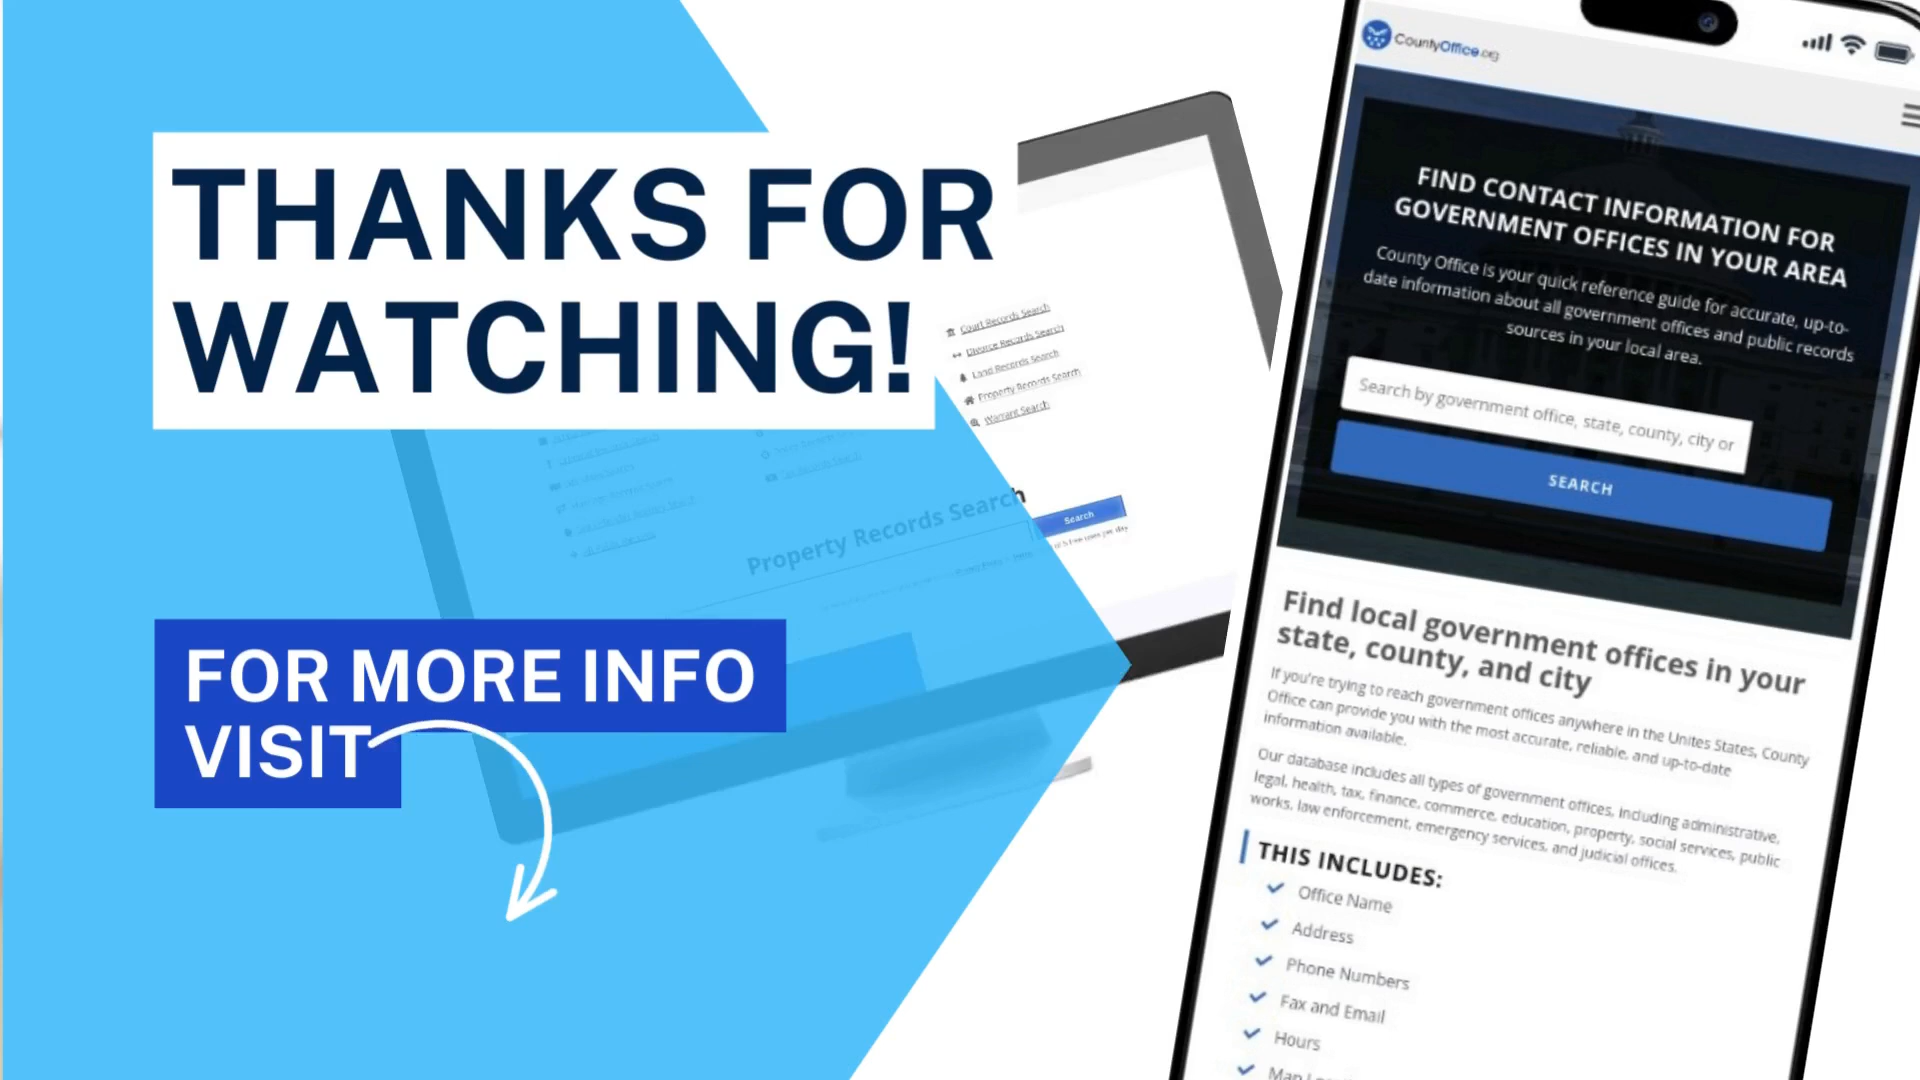 THANKS FOR
WATCHING!
FOR MORE INFO
VISIT
Court Records Search
Divorce Records Search
Land Records Search
Property Records Search
Warrant Search
Property Records Search
Search
CountyOffice.org
FIND CONTACT INFORMATION FOR
GOVERNMENT OFFICES IN YOUR AREA
County Office is your quick reference guide for accurate, up-to-
date information about all government offices and public records
sources in your local area.
Search by government office, state, county, city or
SEARCH
Find local government offices in your
state, county, and city
If you're trying to reach government offices anywhere in the Unites States, County
Office can provide you with the most accurate, reliable, and up-to-date
information available.
Our database includes all types of government offices, including administrative,
legal, health, tax, finance, commerce, education, property, social services, public
works, law enforcement, emergency services, and judicial offices.
THIS INCLUDES:
Office Name
Address
Phone Numbers
Fax and Email
Hours